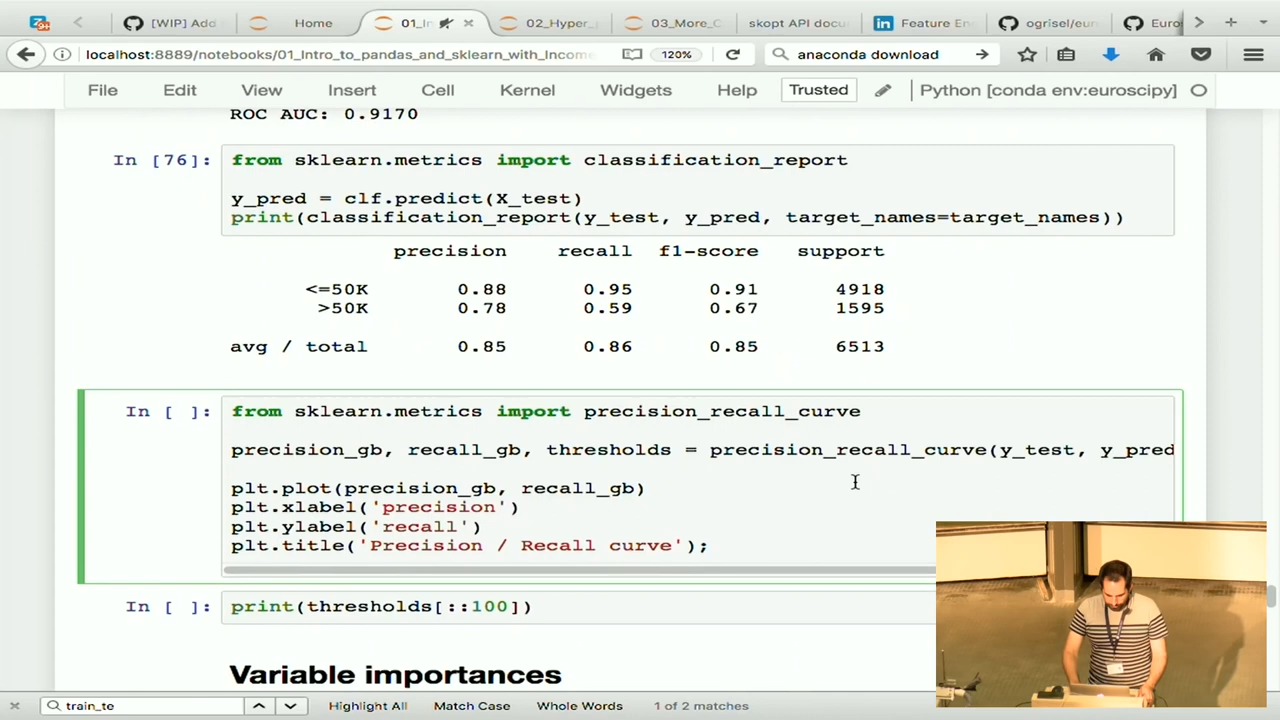 [WIP] Add
Home
01_In
02_Hyper_
03_More_C
skopt API docu
Feature En
ogrisel/eur
Euros
localhost:8889/notebooks/01_Intro_to_pandas_and_sklearn_with_Incom
120%
anaconda download
File Edit View Insert Cell Kernel Widgets Help Trusted Python [conda env:euroscipy]
ROC AUC: 0.9170
In [76]: from sklearn.metrics import classification_report
y_pred = clf.predict(X_test)
print(classification_report(y_test, y_pred, target_names=target_names))
precision recall f1-score support
<=50K 0.88 0.95 0.91 4918
>50K 0.78 0.59 0.67 1595
avg / total 0.85 0.86 0.85 6513
In [ ]: from sklearn.metrics import precision_recall_curve
precision_gb, recall_gb, thresholds = precision_recall_curve(y_test, y_pred
plt.plot(precision_gb, recall_gb)
plt.xlabel('precision')
plt.ylabel('recall')
plt.title('Precision / Recall curve');
In [ ]: print(thresholds[::100])
Variable importances
train_te Highlight All Match Case Whole Words 1 of 2 matches